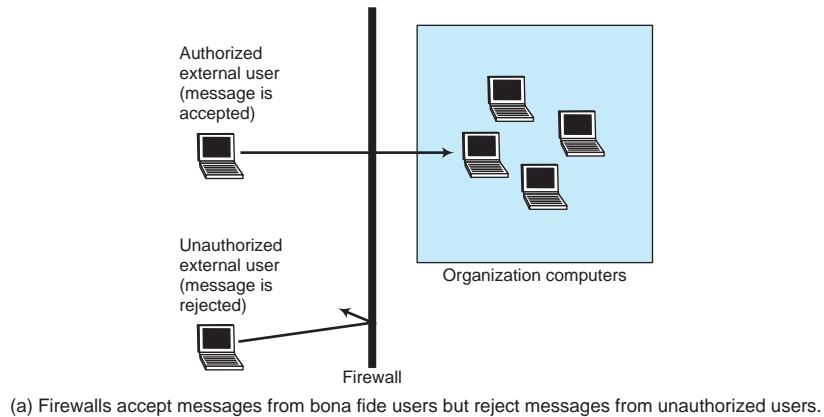 Authorized
external user
(message is
accepted)
Unauthorized
external user
(message is
rejected)
Organization computers
Firewall
(a) Firewalls accept messages from bona fide users but reject messages from unauthorized users.